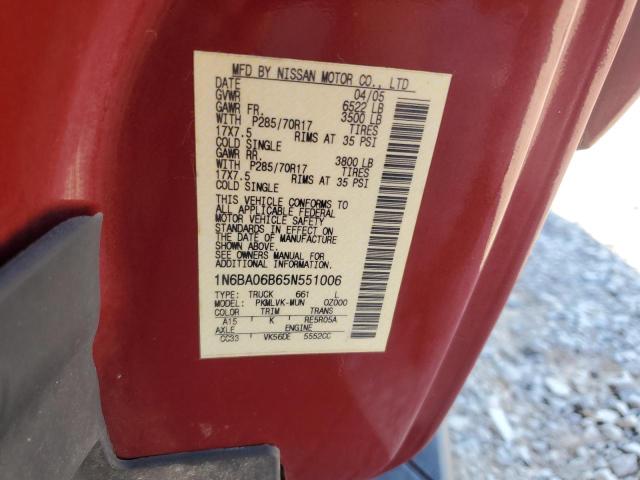 MFD BY NISSAN MOTOR CO., LTD
DATE 04/05
GVWR 6522 LB
GAWR FR. 3500 LB
WITH P285/70R17 TIRES
17X7.5 RIMS AT 35 PSI
COLD SINGLE
GAWR RR. 3800 LB
WITH P285/70R17 TIRES
17X7.5 RIMS AT 35 PSI
COLD SINGLE
THIS VEHICLE CONFORMS TO
ALL APPLICABLE FEDERAL
MOTOR VEHICLE SAFETY
STANDARDS IN EFFECT ON
THE DATE OF MANUFACTURE
SHOWN ABOVE.
SEE OWNERS MANUAL FOR
ADDITIONAL INFORMATION
1N6BA06B65N551006
TYPE: TRUCK 661 L
MODEL: PKMLVK-MUN 0Z000
COLOR TRIM TRANS
A15 K RE5R05A
AXLE ENGINE
CC33 VK56DE 5552CC